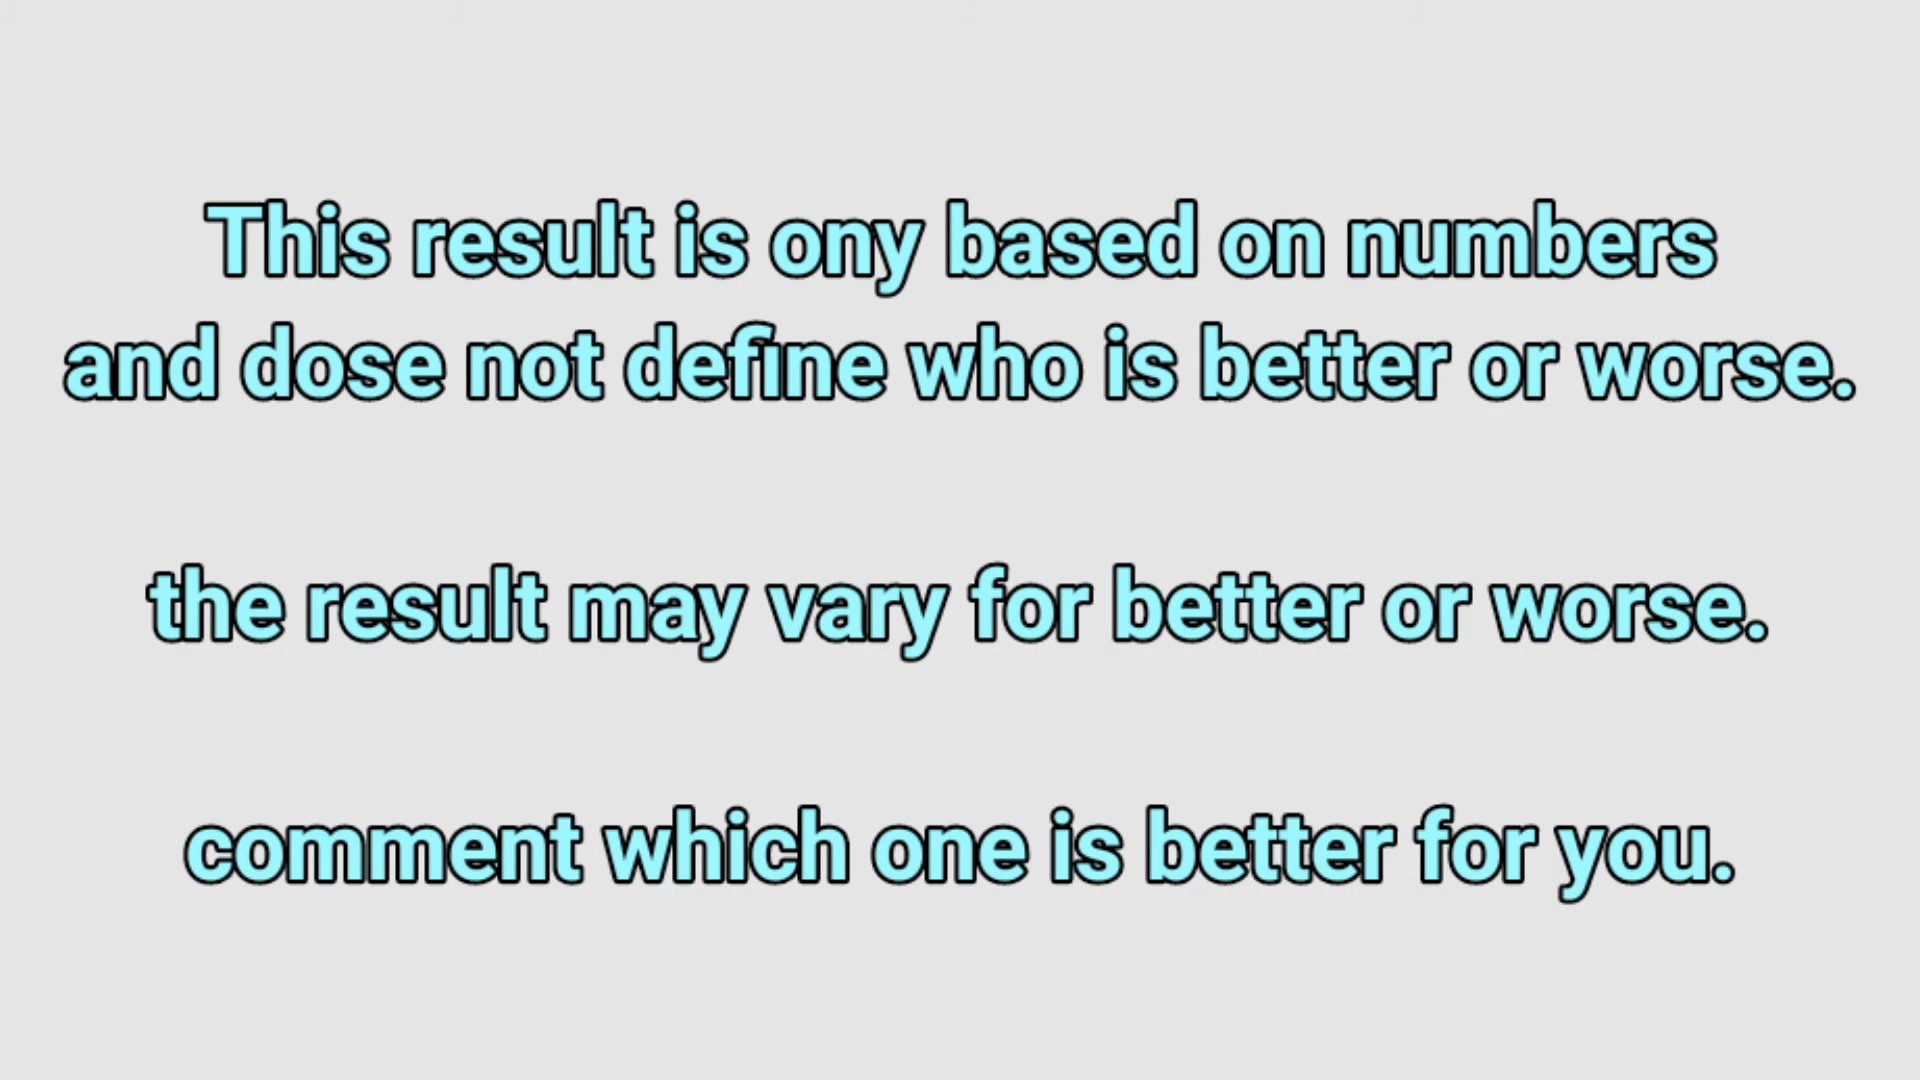 This result is ony based on numbers
and dose not define who is better or worse.
the result may vary for better or worse.
comment which one is better for you.